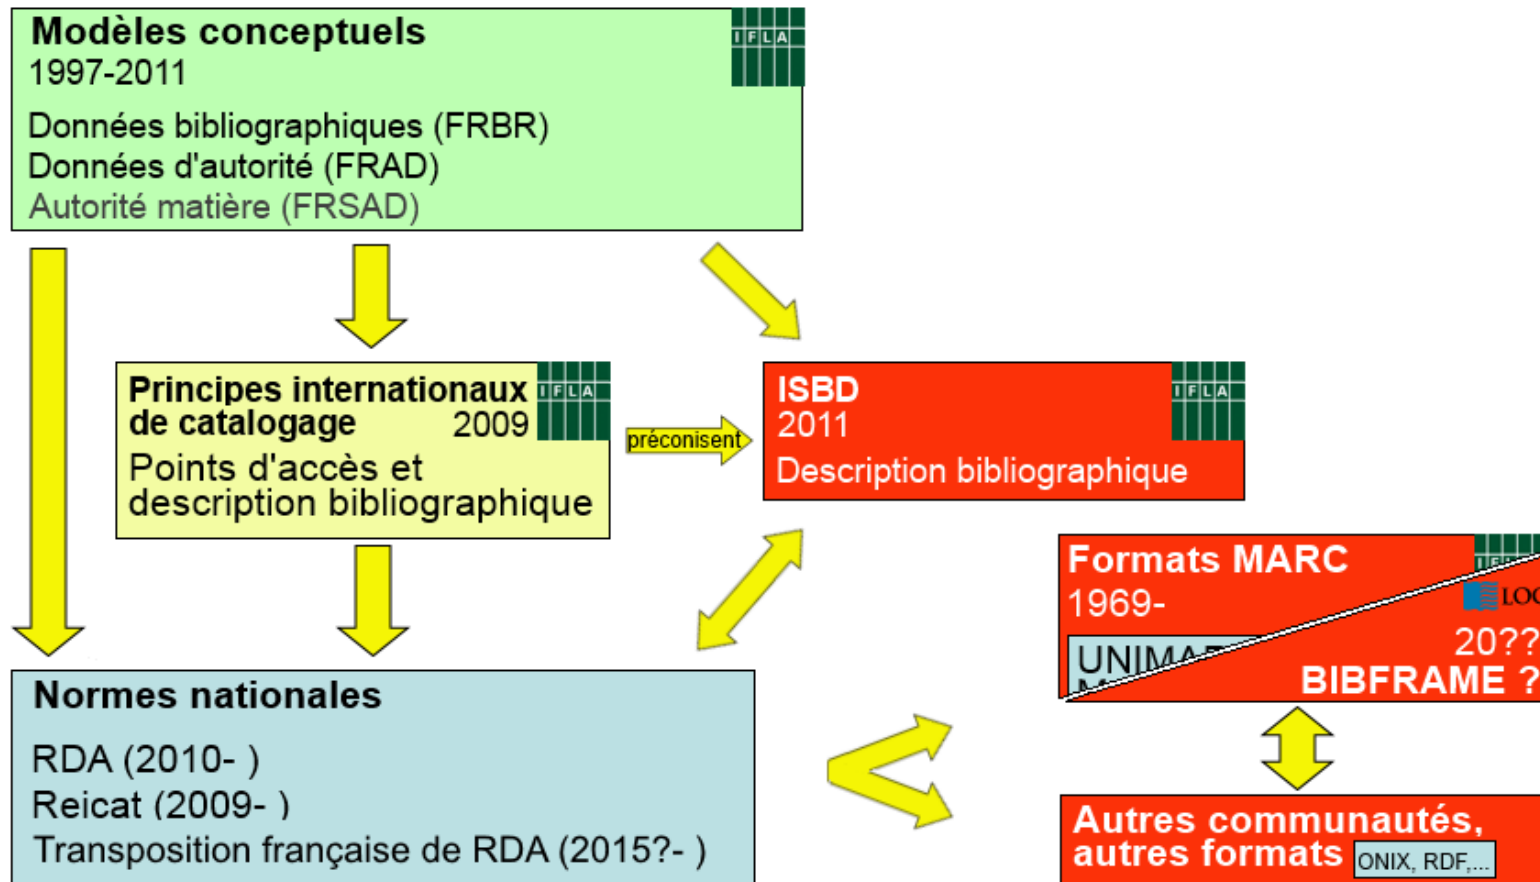 Modèles conceptuels
IFLA
1997-2011
Données bibliographiques (FRBR)
Données d'autorité (FRAD)
Autorité matière (FRSAD)
Principes internationaux
IFLA
de catalogage 2009
Points d'accès et
description bibliographique
préconisent
ISBD
IFLA
2011
Description bibliographique
Formats MARC
1969-
20??
BIBFRAME ?
Normes nationales
RDA (2010- )
Reicat (2009- )
Transposition française de RDA (2015?- )
Autres communautés,
autres formats ONIX, RDF,...